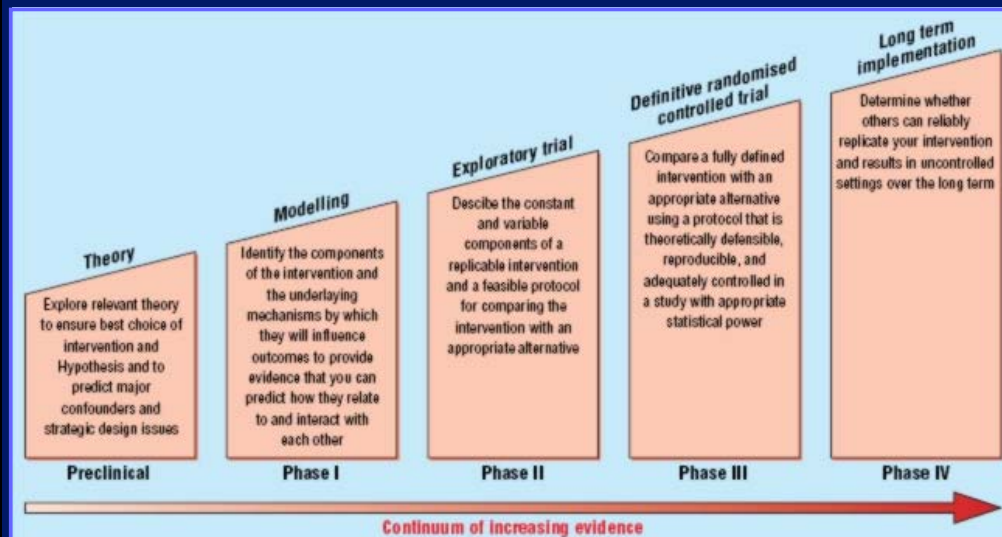 Theory
Explore relevant theory
to ensure best choice of
intervention and
Hypothesis and to
predict major
confounders and
strategic design issues
Preclinical
Modelling
Identify the components
of the intervention and
the underlaying
mechanisms by which
they will influence
outcomes to provide
evidence that you can
predict how they relate
to and interact with
each other
Phase I
Exploratory trial
Descibe the constant
and variable
components of a
replicable intervention
and a feasible protocol
for comparing the
intervention with an
appropriate alternative
Phase II
Definitive randomised
controlled trial
Compare a fully defined
intervention with an
appropriate alternative
using a protocol that is
theoretically defensible,
reproducible, and
adequately controlled in
a study with appropriate
statistical power
Phase III
Long term
implementation
Determine whether
others can reliably
replicate your intervention
and results in uncontrolled
settings over the long term
Phase IV
Continuum of increasing evidence